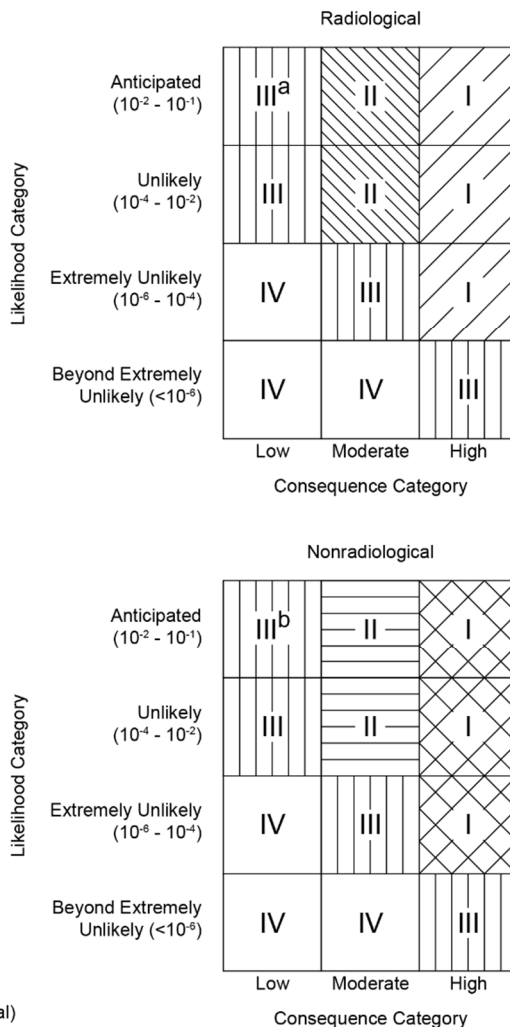 Radiological
Anticipated
(10⁻² - 10⁻¹)
IIIᵃ
II
I
Unlikely
(10⁻⁴ - 10⁻²)
III
II
I
Extremely Unlikely
(10⁻⁶ - 10⁻⁴)
IV
III
I
Beyond Extremely
Unlikely (<10⁻⁶)
IV
IV
III
Likelihood Category
Low
Moderate
High
Consequence Category
Nonradiological
Anticipated
(10⁻² - 10⁻¹)
IIIᵇ
II
I
Unlikely
(10⁻⁴ - 10⁻²)
III
II
I
Extremely Unlikely
(10⁻⁶ - 10⁻⁴)
IV
III
I
Beyond Extremely
Unlikely (<10⁻⁶)
IV
IV
III
Likelihood Category
Low
Moderate
High
al)
Consequence Category